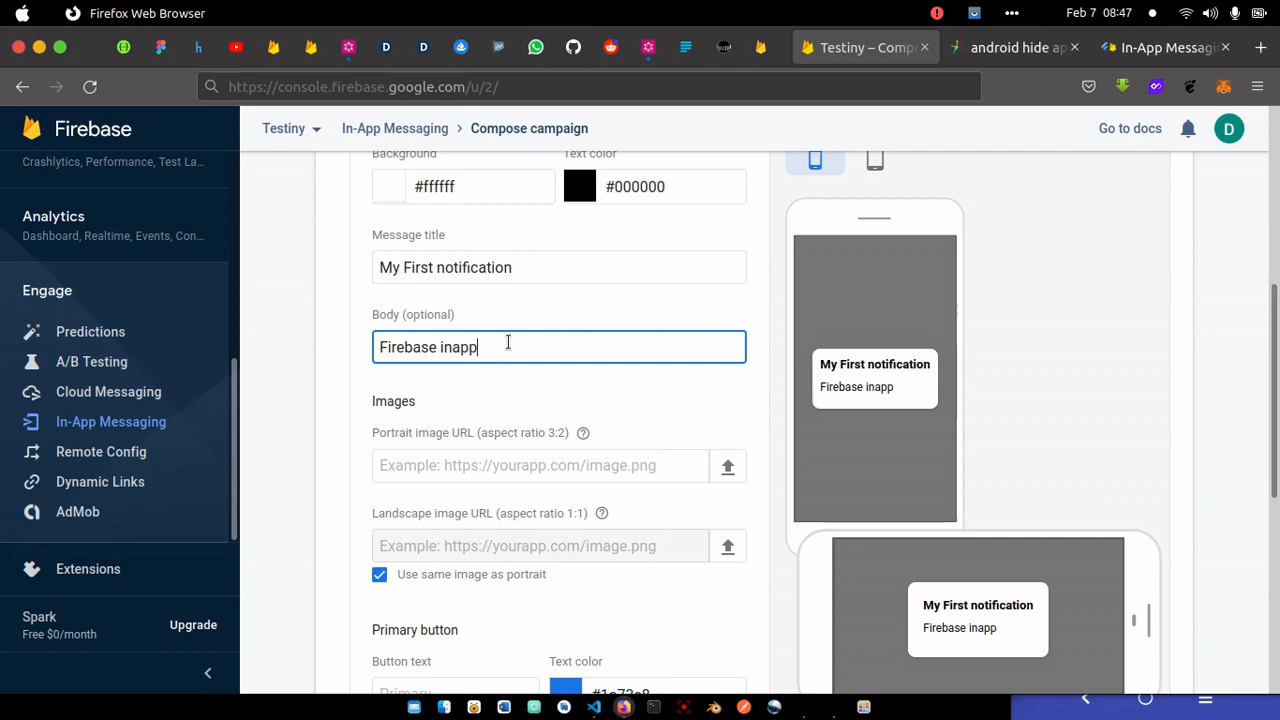 Firefox Web Browser
Feb 7 08:47
Testiny – Comp
android hide ap
In-App Messagi
https://console.firebase.google.com/u/2/
Firebase
Testiny
In-App Messaging
Compose campaign
Go to docs
D
Crashlytics, Performance, Test La...
Analytics
Dashboard, Realtime, Events, Con...
Engage
Predictions
A/B Testing
Cloud Messaging
In-App Messaging
Remote Config
Dynamic Links
AdMob
Extensions
Spark
Free $0/month
Upgrade
Background
Text color
#ffffff
#000000
Message title
My First notification
Body (optional)
Firebase inapp
Images
Portrait image URL (aspect ratio 3:2)
Example: https://yourapp.com/image.png
Landscape image URL (aspect ratio 1:1)
Example: https://yourapp.com/image.png
Use same image as portrait
Primary button
Button text
Text color
Primary
#1a73e8
My First notification
Firebase inapp
My First notification
Firebase inapp